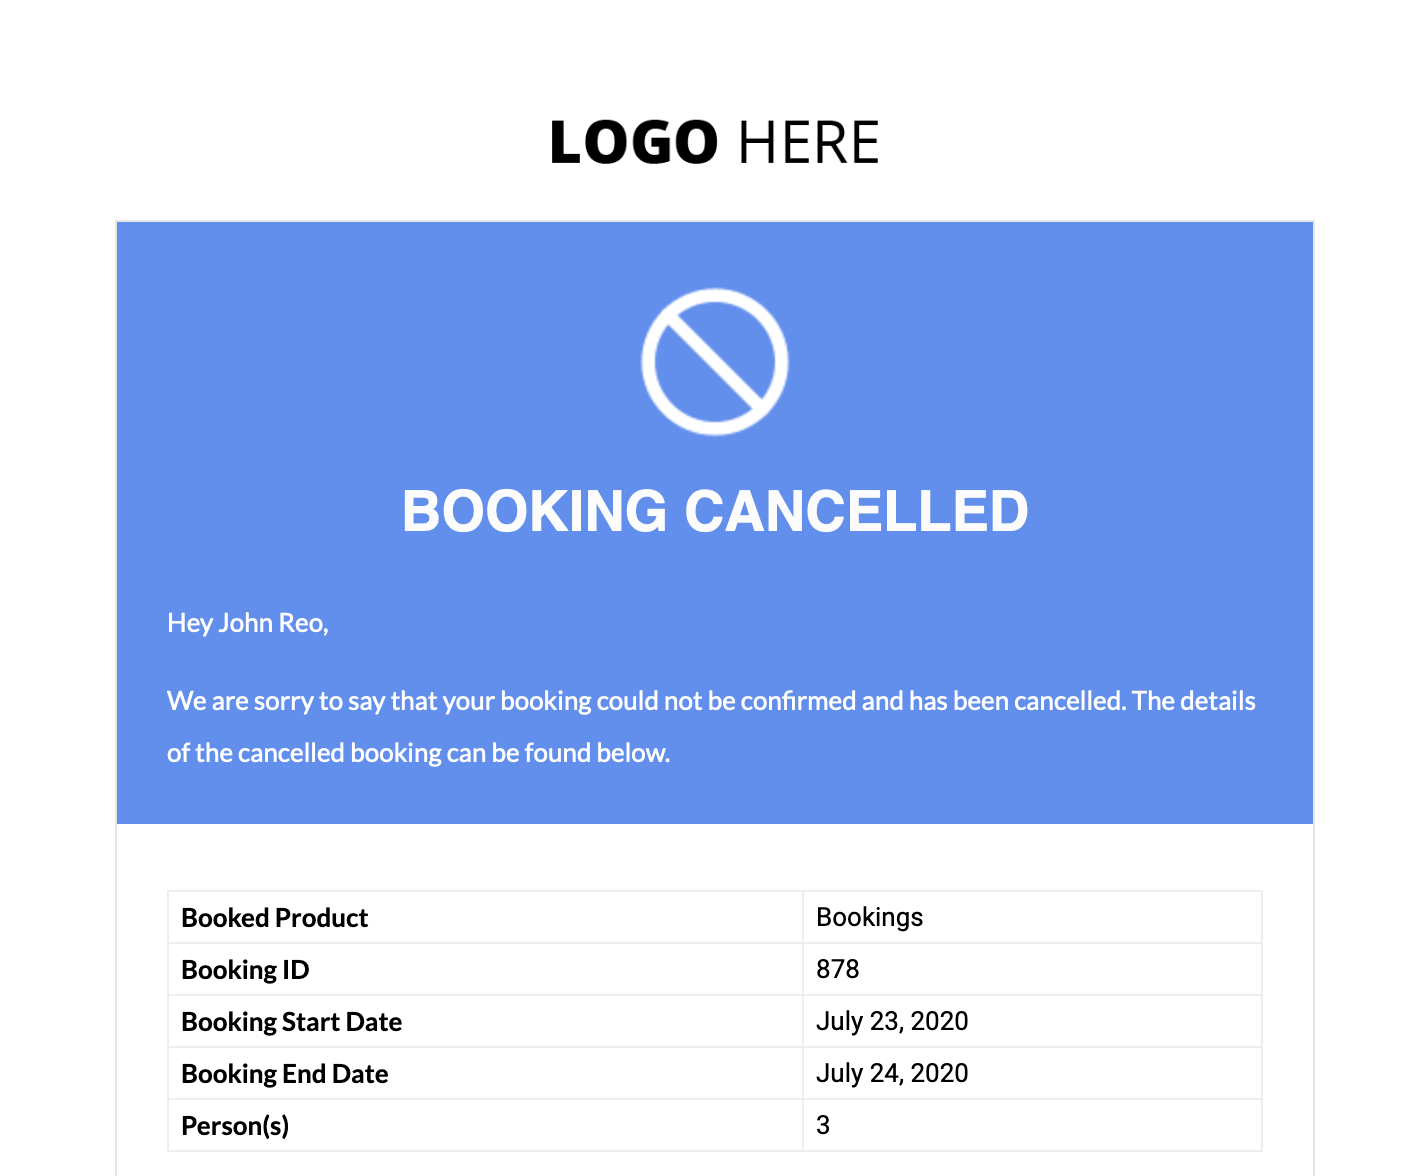 LOGO HERE
BOOKING CANCELLED
Hey John Reo,
We are sorry to say that your booking could not be confirmed and has been cancelled. The details
of the cancelled booking can be found below.
Booked Product Bookings
Booking ID 878
Booking Start Date July 23, 2020
Booking End Date July 24, 2020
Person(s) 3